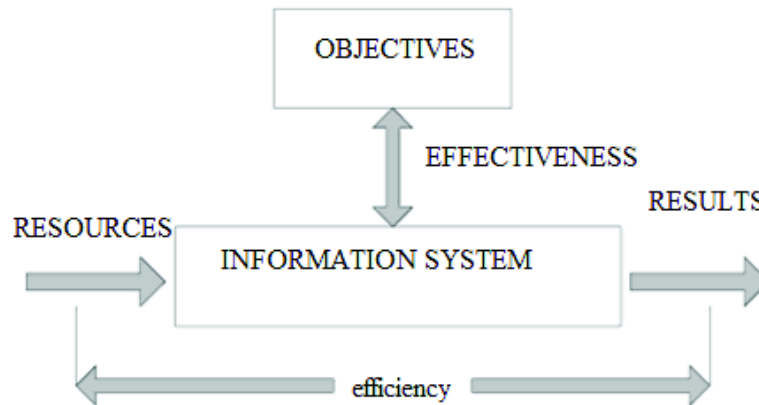 OBJECTIVES
EFFECTIVENESS
RESULTS
RESOURCES
INFORMATION SYSTEM
efficiency